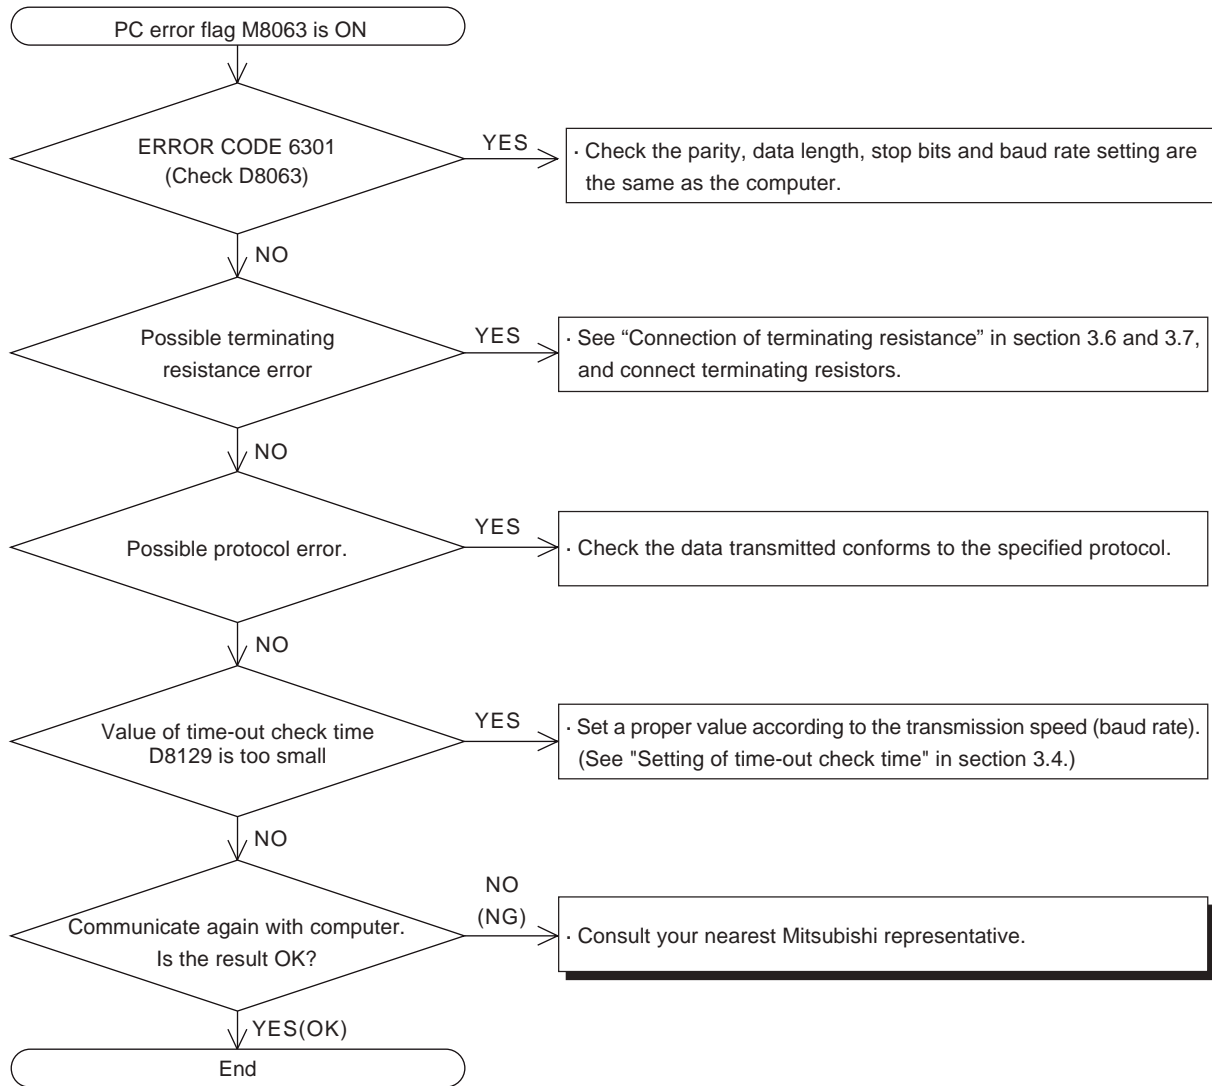 PC error flag M8063 is ON
ERROR CODE 6301
(Check D8063)
YES
· Check the parity, data length, stop bits and baud rate setting are
the same as the computer.
NO
Possible terminating
resistance error
YES
· See “Connection of terminating resistance” in section 3.6 and 3.7,
and connect terminating resistors.
NO
Possible protocol error.
YES
· Check the data transmitted conforms to the specified protocol.
NO
Value of time-out check time
D8129 is too small
YES
· Set a proper value according to the transmission speed (baud rate).
(See "Setting of time-out check time" in section 3.4.)
NO
Communicate again with computer.
Is the result OK?
NO
(NG)
· Consult your nearest Mitsubishi representative.
YES(OK)
End